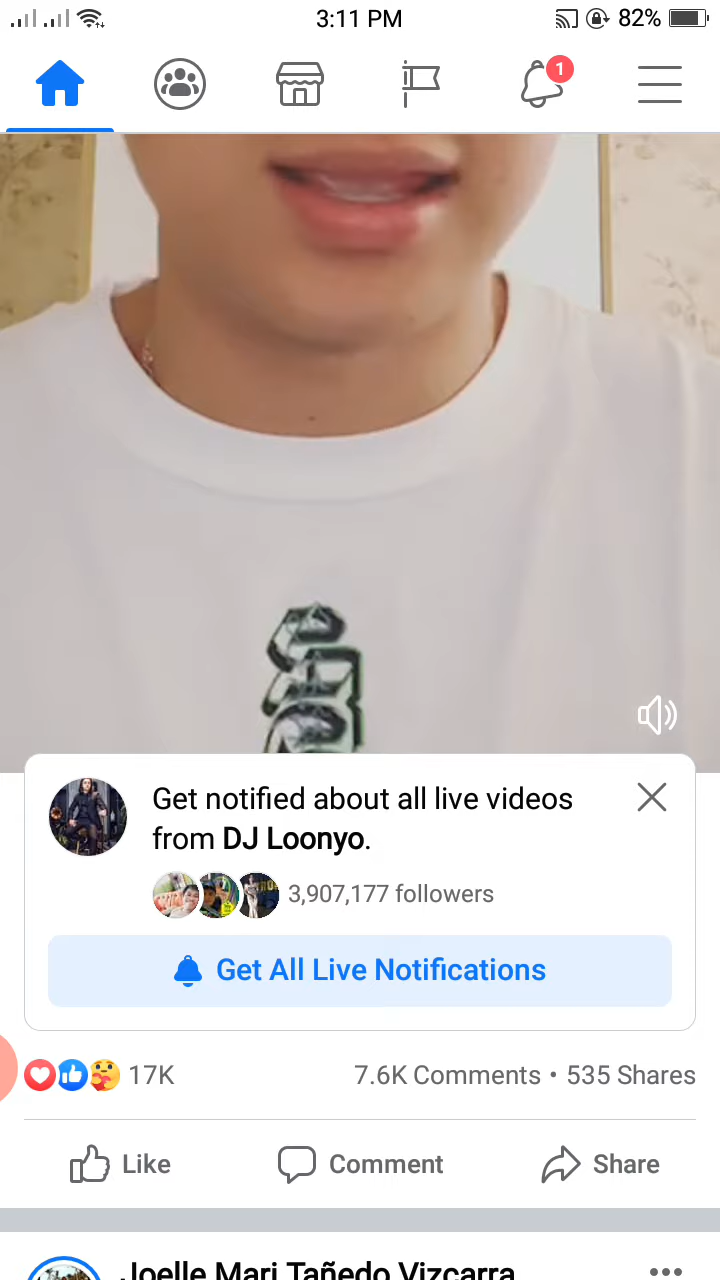 3:11 PM
82%
1
Get notified about all live videos
from DJ Loonyo.
3,907,177 followers
Get All Live Notifications
17K
7.6K Comments • 535 Shares
Like
Comment
Share
Joelle Mari Tañedo Vizcarra